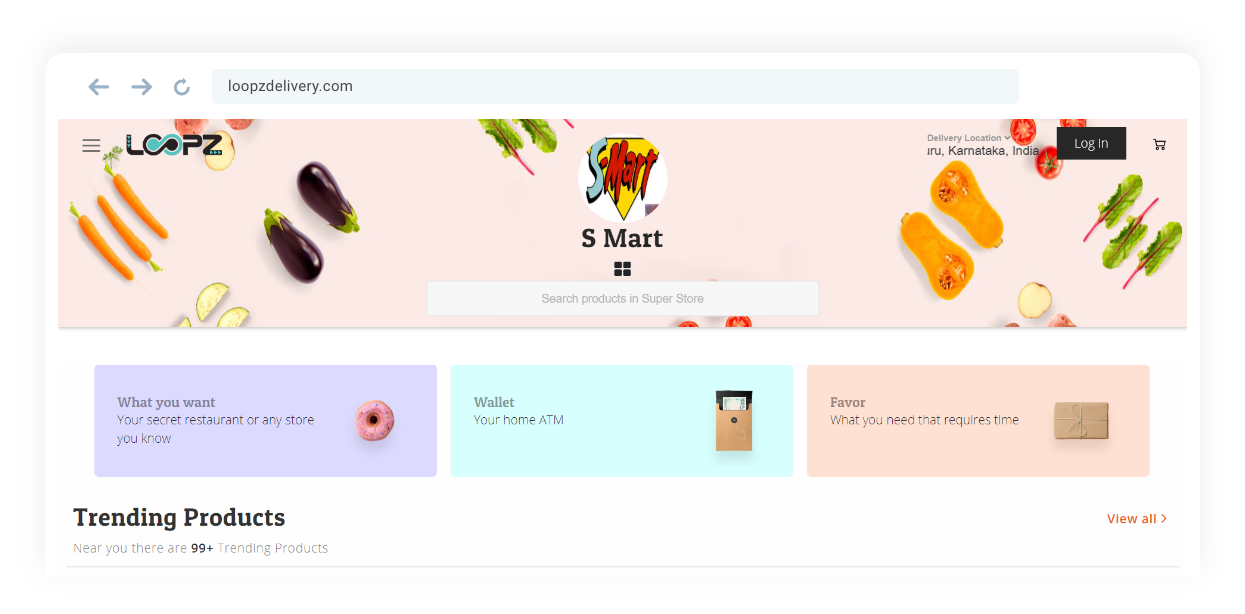 loopzdelivery.com
LOOPZ
Delivery Location
ru, Karnataka, India
Log In
S-Mart
S Mart
Search products in Super Store
What you want
Your secret restaurant or any store
you know
Wallet
Your home ATM
Favor
What you need that requires time
Trending Products
View all
Near you there are 99+ Trending Products